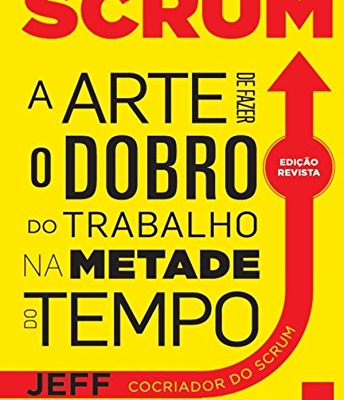 SCRUM
A ARTE DE FAZER
O DOBRO
DO TRABALHO
NA METADE
DO TEMPO
EDIÇÃO
REVISTA
JEFF
COCRIADOR DO SCRUM